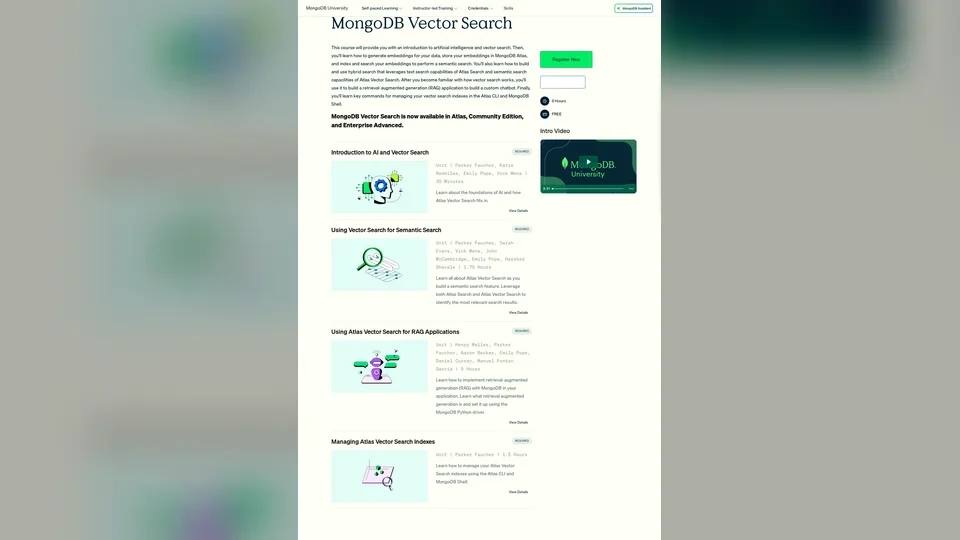 MongoDB University
Self-paced Learning
Instructor-led Training
Credentials
Skills
MongoDB Vector Search
This course will provide you with an introduction to artificial intelligence and vector search. Then,
you'll learn how to generate embeddings for your data, store your embeddings in MongoDB Atlas,
and index and search your embeddings to perform a semantic search. You'll also learn how to build
and use hybrid search that leverages text search capabilities of Atlas Search and semantic search
capacities of Atlas Vector Search. After you become familiar with how vector search works, you'll
use it to build a retrieval augmented generation (RAG) application to build a custom chatbot. Finally,
you'll learn key commands for managing your vector search indexes in the Atlas CLI and MongoDB
Shell.
MongoDB Vector Search is now available in Atlas, Community Edition,
and Enterprise Advanced.
Register Now
6 Hours
FREE
Intro Video
MongoDB
University
Introduction to AI and Vector Search
REQUIRED
Unit | Parker Faucher, Katie
Emily Pope, Vick Mena |
30 Minutes
Learn about the foundations of AI and how
Atlas Vector Search fits in.
View Details
Using Vector Search for Semantic Search
REQUIRED
Unit | Parker Faucher, Sarah
Evans, Vick Mena, John
McCambridge, Emily Pope, Harshad
Dhavale | 1.75 Hours
Learn all about Atlas Vector Search as you
build a semantic search feature. Leverage
both Atlas Search and Atlas Vector Search to
identify the most relevant search results.
View Details
Using Atlas Vector Search for RAG Applications
REQUIRED
Unit | Henry Weller, Parker
Faucher, Aaron Becker, Emily Pope,
Daniel Curran, Manuel Fontan
Garcia | 3 Hours
Learn how to implement retrieval augmented
generation (RAG) with MongoDB in your
application. Learn what retrieval augmented
generation is and set it up using the
MongoDB Python driver.
View Details
Managing Atlas Vector Search Indexes
REQUIRED
Unit | Parker Faucher | 1.5 Hours
Learn how to manage your Atlas Vector
Search indexes using the Atlas CLI and
MongoDB Shell.
View Details